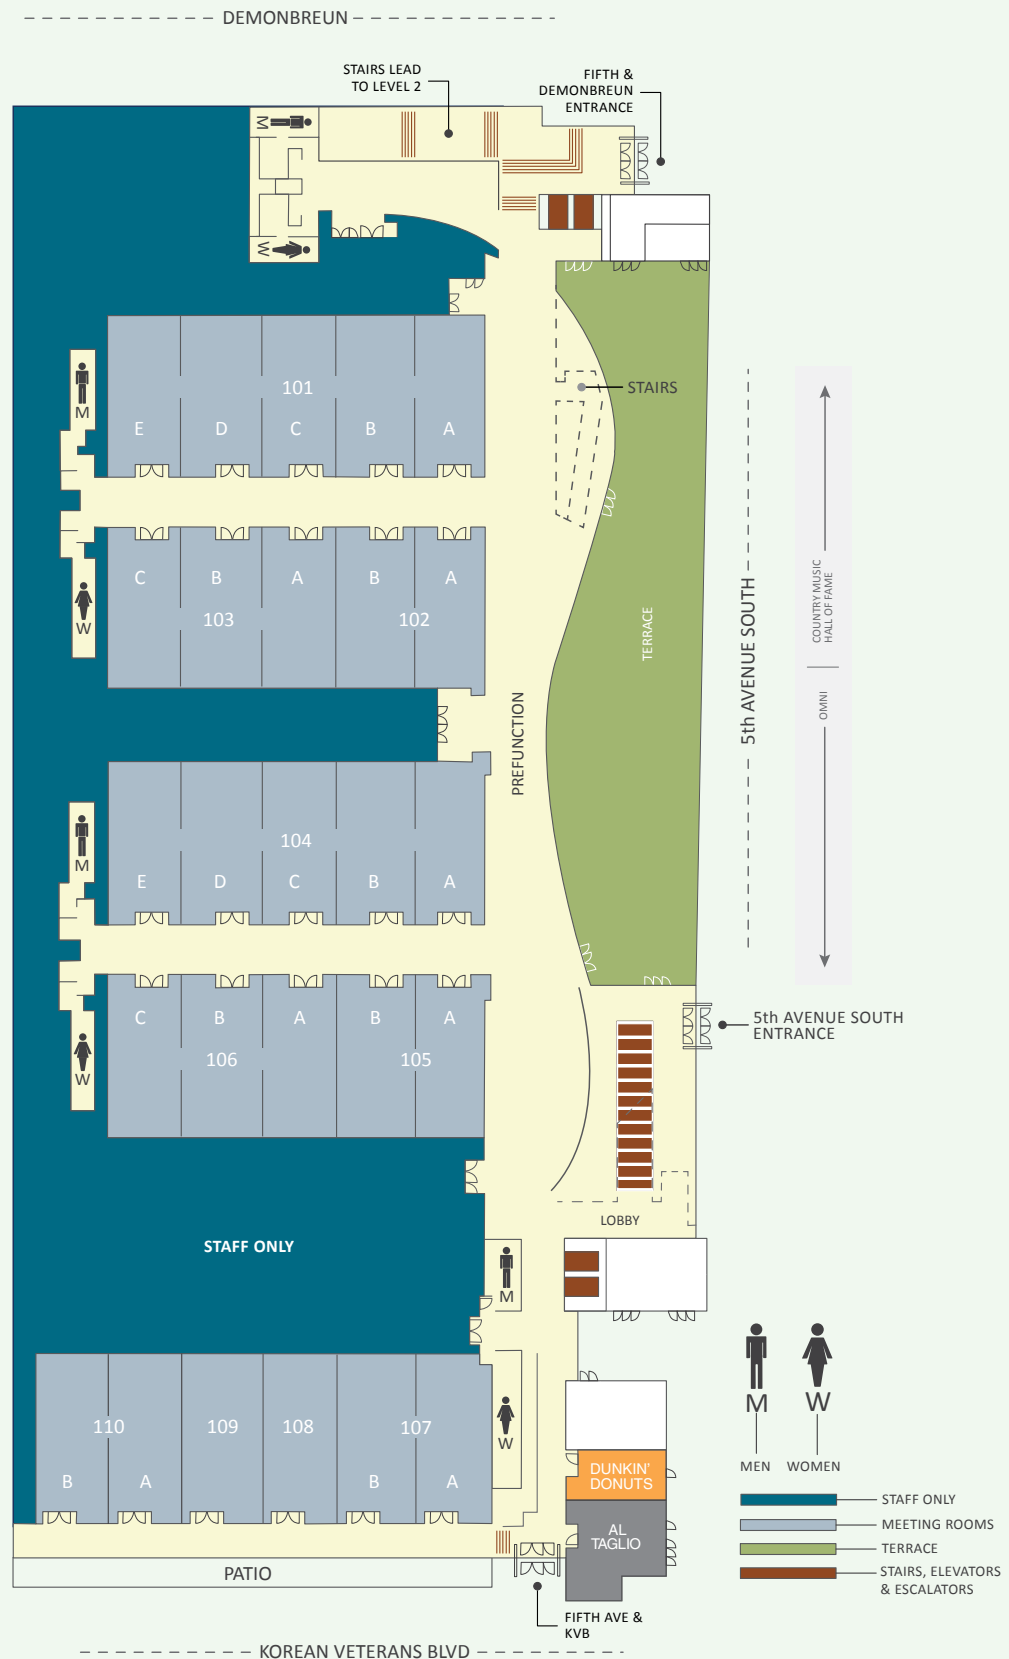 DEMONBREUN
STAIRS LEAD
TO LEVEL 2
FIFTH &
DEMONBREUN
ENTRANCE
M
W
101
STAIRS
M
E D C B A
C B A B A
103
102
W
TERRACE
5th AVENUE SOUTH
COUNTRY MUSIC
HALL OF FAME
OMNI
PREFUNCTION
104
M
E D C B A
C B A B A
106
105
W
5th AVENUE SOUTH
ENTRANCE
LOBBY
STAFF ONLY
M
110
109
108
107
W
B A B A
DUNKIN'
DONUTS
AL
TAGLIO
PATIO
FIFTH AVE &
KVB
KOREAN VETERANS BLVD
M W
MEN WOMEN
STAFF ONLY
MEETING ROOMS
TERRACE
STAIRS, ELEVATORS
& ESCALATORS